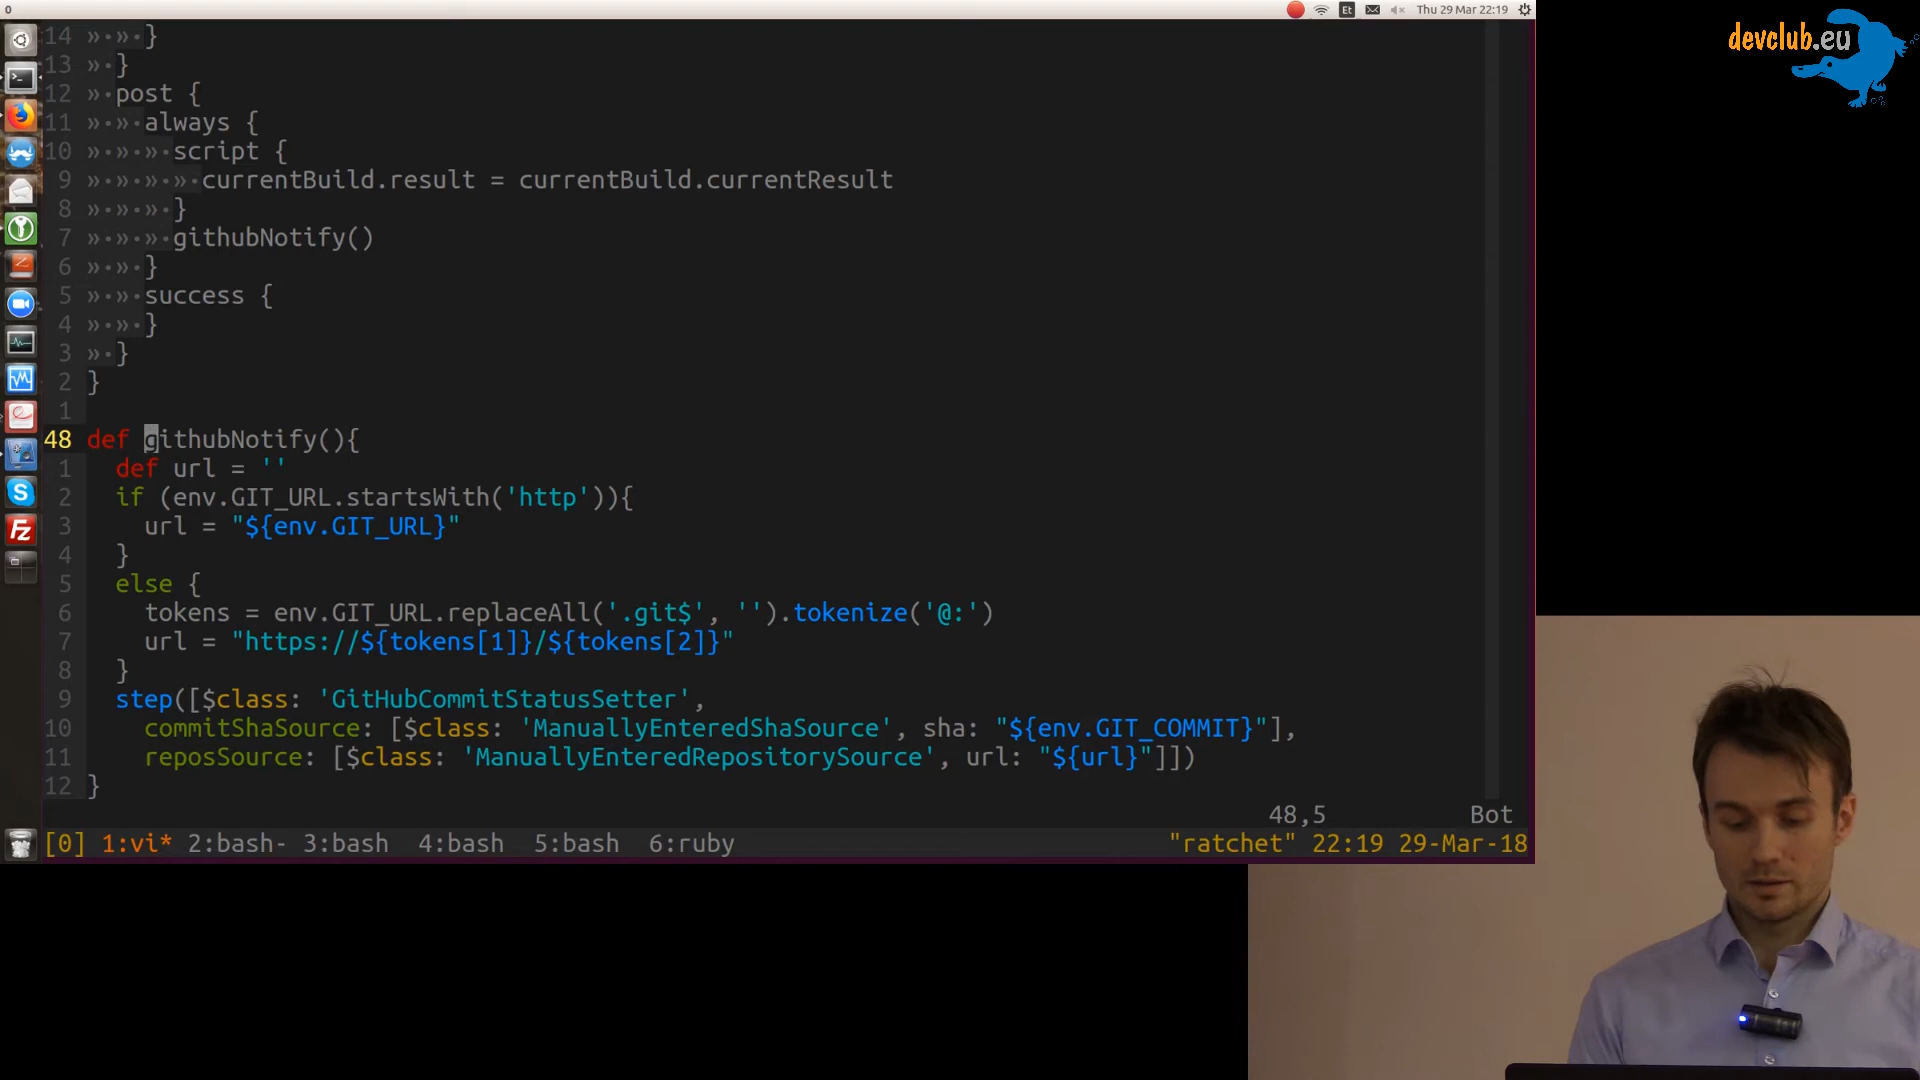 0
Et
Thu 29 Mar 22:19
devclub.eu
14 » · » · }
13 » · }
12 » · post {
11 » · » · always {
10 » · » · » · script {
9 » · » · » · » · currentBuild.result = currentBuild.currentResult
8 » · » · » · }
7 » · » · » · githubNotify()
6 » · » · }
5 » · » · success {
4 » · » · }
3 » · }
2 }
1
48 def githubNotify(){
1 def url = ''
2 if (env.GIT_URL.startsWith('http')){
3 url = "${env.GIT_URL}"
4 }
5 else {
6 tokens = env.GIT_URL.replaceAll('.git$', '').tokenize('@:')
7 url = "https://${tokens[1]}/${tokens[2]}"
8 }
9 step([$class: 'GitHubCommitStatusSetter',
10 commitShaSource: [$class: 'ManuallyEnteredShaSource', sha: "${env.GIT_COMMIT}"],
11 reposSource: [$class: 'ManuallyEnteredRepositorySource', url: "${url}"]])
12 }
48,5 Bot
[0] 1:vi* 2:bash- 3:bash 4:bash 5:bash 6:ruby "ratchet" 22:19 29-Mar-18